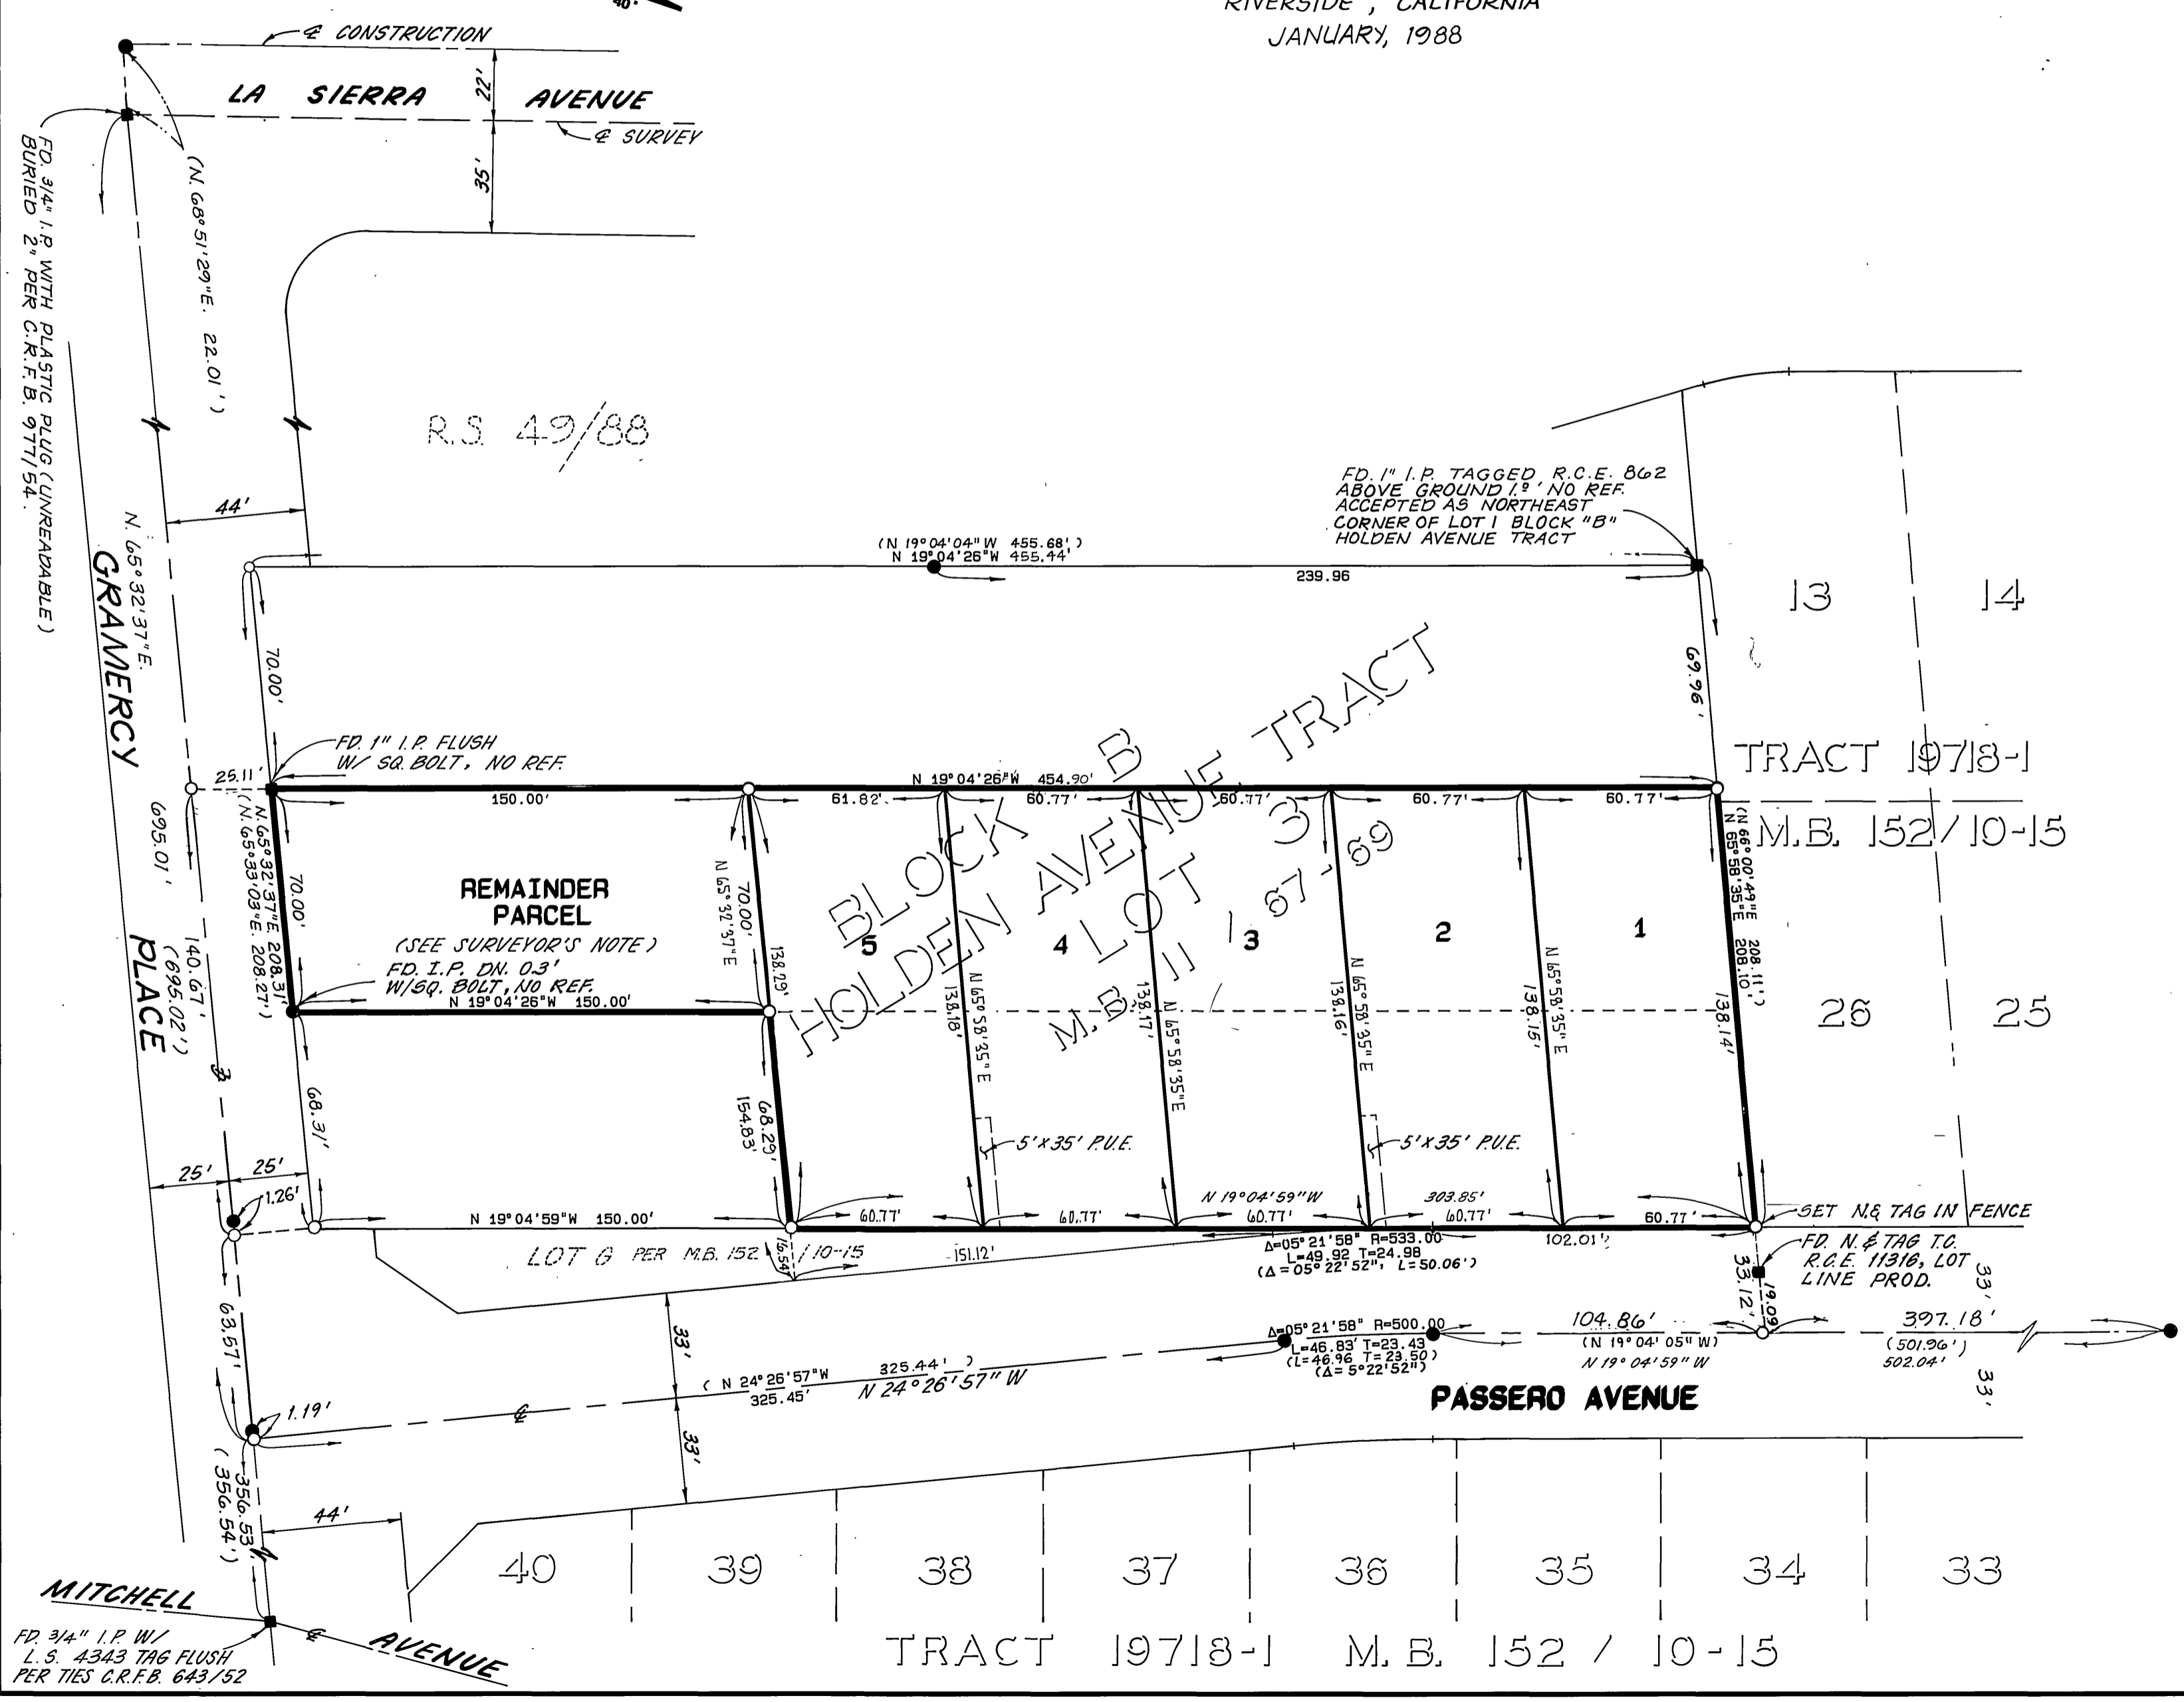 40'
RIVERSIDE , CALIFORNIA
JANUARY, 1988
℄ CONSTRUCTION
22'
LA SIERRA AVENUE
℄ SURVEY
35'
FD. 3/4" I.P. WITH PLASTIC PLUG (UNREADABLE)
BURIED 2" PER C.R.F.B. 977/54.
(N. 68°51'29"E. 22.01')
R.S. 49/88
44'
N. 65°32'37"E.
GRAMERCY
PLACE
695.01'
(695.02')
140.67'
FD. 1" I.P. TAGGED R.C.E. 862
ABOVE GROUND 1.0' NO REF.
ACCEPTED AS NORTHEAST
CORNER OF LOT 1 BLOCK "B"
HOLDEN AVENUE TRACT
(N 19°04'04"W 455.68')
N 19°04'26"W 455.44'
239.96
13
14
70.00'
69.96'
TRACT 19718-1
M.B. 152/10-15
26
25
FD. 1" I.P. FLUSH
W/ SQ. BOLT, NO REF.
25.11'
N 19°04'26"W 454.90'
150.00'
61.82'
60.77'
60.77'
60.77'
60.77'
N. 65°32'37"E. 208.31'
(N. 65°33'03"E. 208.27')
70.00'
REMAINDER
PARCEL
(SEE SURVEYOR'S NOTE)
FD. I.P. DN. 0.3'
W/SQ. BOLT, NO REF.
N 19°04'26"W 150.00'
70.00'
N 65°32'37"E
138.29'
BLOCK B
HOLDEN AVENUE TRACT
LOT 3
M.B. 11 / 67-69
5
4
3
2
1
138.18'
N 65°58'35"E
138.17'
N 65°58'35"E
138.16'
N 65°58'35"E
138.15'
N 65°58'35"E
138.14'
(N 66°00'49"E 208.11')
N 65°58'35"E 208.10'
68.31'
68.29'
154.83'
5'X35' P.U.E.
5'X35' P.U.E.
25'
25'
1.26'
N 19°04'59"W 150.00'
N 19°04'59"W 303.85'
60.77'
60.77'
60.77'
60.77'
60.77'
SET N.& TAG IN FENCE
LOT G PER M.B. 152 / 10-15
16.54'
151.12'
Δ=05°21'58" R=533.00
L=49.92 T=24.98
(Δ=05°22'52", L=50.06')
102.01'
FD. N. & TAG T.C.
R.C.E. 11316, LOT
LINE PROD.
33.12'
19.09
33'
33'
63.57'
33'
33'
Δ=05°21'58" R=500.00
L=46.83' T=23.43
(L=46.96 T=23.50)
(Δ=5°22'52")
104.86'
(N 19°04'05"W)
N 19°04'59"W
397.18'
(501.96')
502.04'
(N 24°26'57"W 325.44')
325.45'
N 24°26'57"W
℄
PASSERO AVENUE
1.19'
356.53'
(356.54')
44'
40
39
38
37
36
35
34
33
MITCHELL
℄ AVENUE
FD. 3/4" I.P. W/
L.S. 4343 TAG FLUSH
PER TIES C.R.F.B. 643/52
TRACT 19718-1 M.B. 152 / 10-15